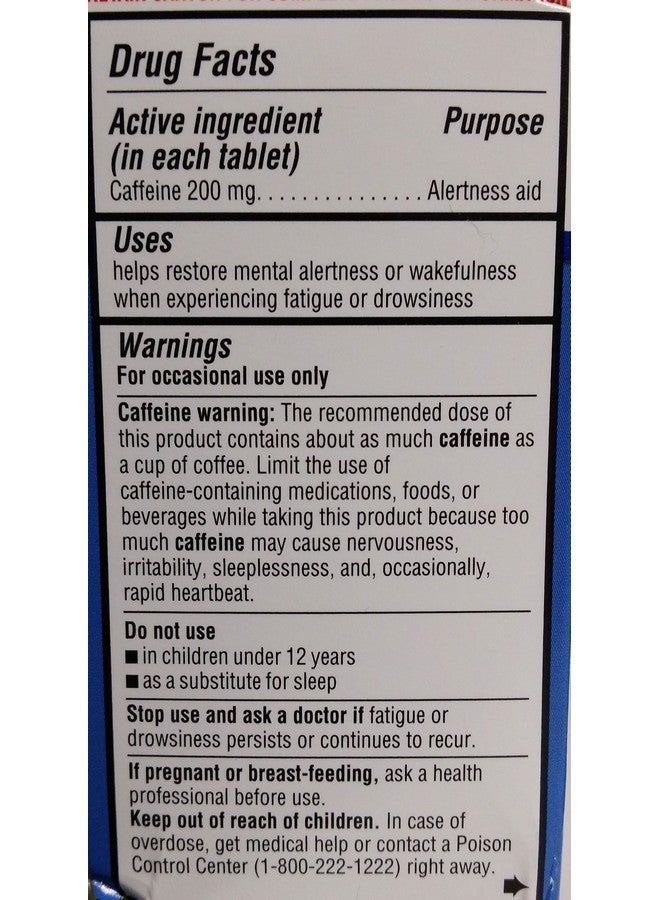 Drug Facts
Active ingredient Purpose
(in each tablet)
Caffeine 200 mg................Alertness aid
Uses
helps restore mental alertness or wakefulness
when experiencing fatigue or drowsiness
Warnings
For occasional use only
Caffeine warning: The recommended dose of
this product contains about as much caffeine as
a cup of coffee. Limit the use of
caffeine-containing medications, foods, or
beverages while taking this product because too
much caffeine may cause nervousness,
irritability, sleeplessness, and, occasionally,
rapid heartbeat.
Do not use
■ in children under 12 years
■ as a substitute for sleep
Stop use and ask a doctor if fatigue or
drowsiness persists or continues to recur.
If pregnant or breast-feeding, ask a health
professional before use.
Keep out of reach of children. In case of
overdose, get medical help or contact a Poison
Control Center (1-800-222-1222) right away.